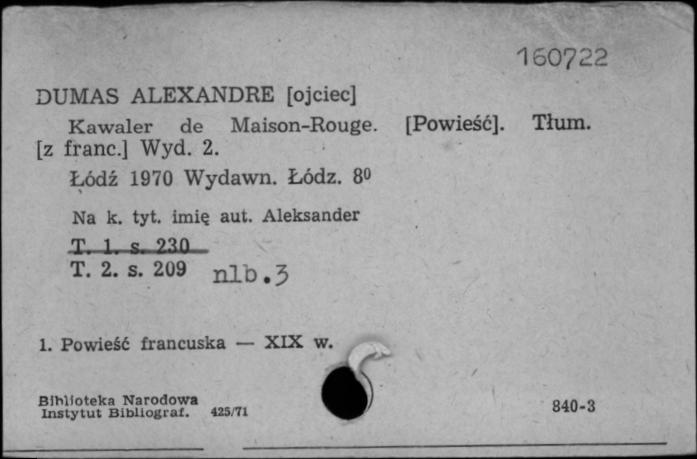 160722
DUMAS ALEXANDRE [ojciec]
Kawaler de Maison-Rouge. [Powieść]. Tłum.
[z franc.] Wyd. 2.
Łódź 1970 Wydawn. Łódz. 8⁰
Na k. tyt. imię aut. Aleksander
T. 1. s. 230
T. 2. s. 209 nlb.3
1. Powieść francuska — XIX w.
Biblioteka Narodowa
Instytut Bibliograf. 425/71
840-3